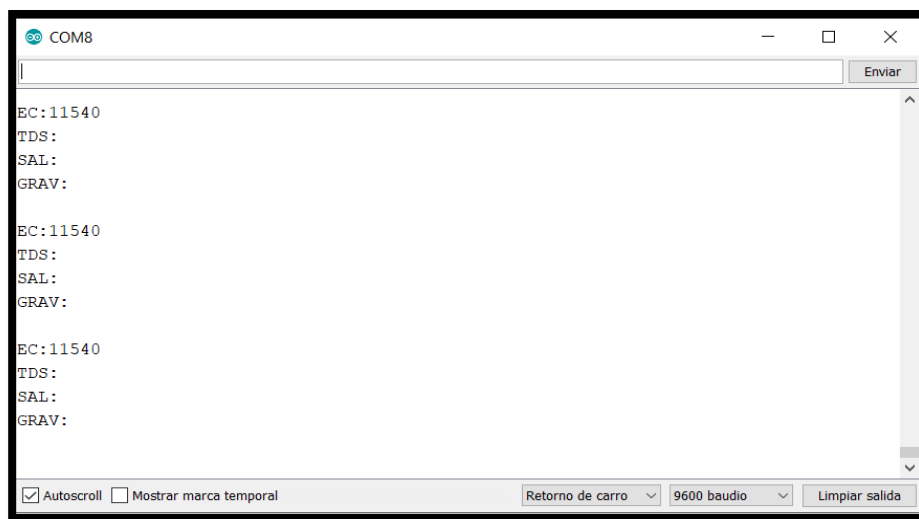 COM8
Enviar
EC:11540
TDS:
SAL:
GRAV:
EC:11540
TDS:
SAL:
GRAV:
EC:11540
TDS:
SAL:
GRAV:
Autoscroll Mostrar marca temporal Retorno de carro 9600 baudio Limpiar salida